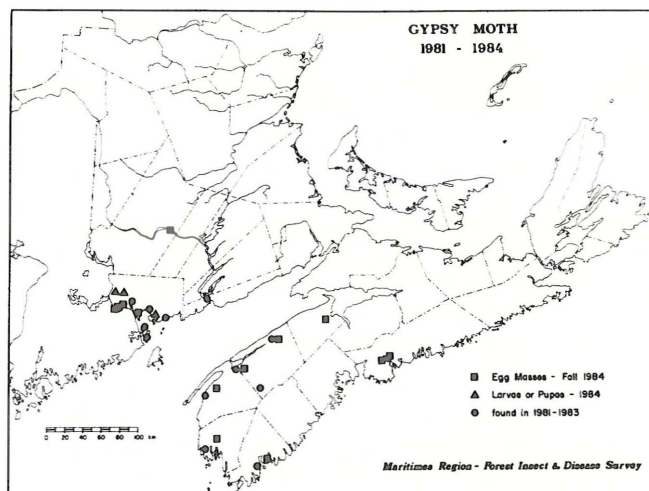 GYPSY MOTH
1981 - 1984
Egg Masses - Fall 1984
Larvae or Pupae - 1984
found in 1981-1983
0 20 40 60 80 100 km
Maritimes Region - Forest Insect & Disease Survey